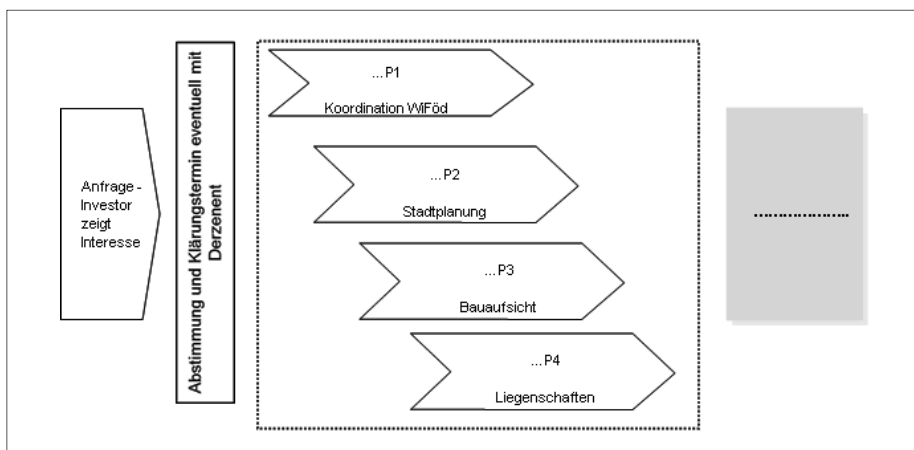 Anfrage -
Investor
zeigt
Interesse
Abstimmung und Klärungstermin eventuell mit
Derzenent
...P1
Koordination WiFöd
...P2
Stadtplanung
...P3
Bauaufsicht
...P4
Liegenschaften
...................